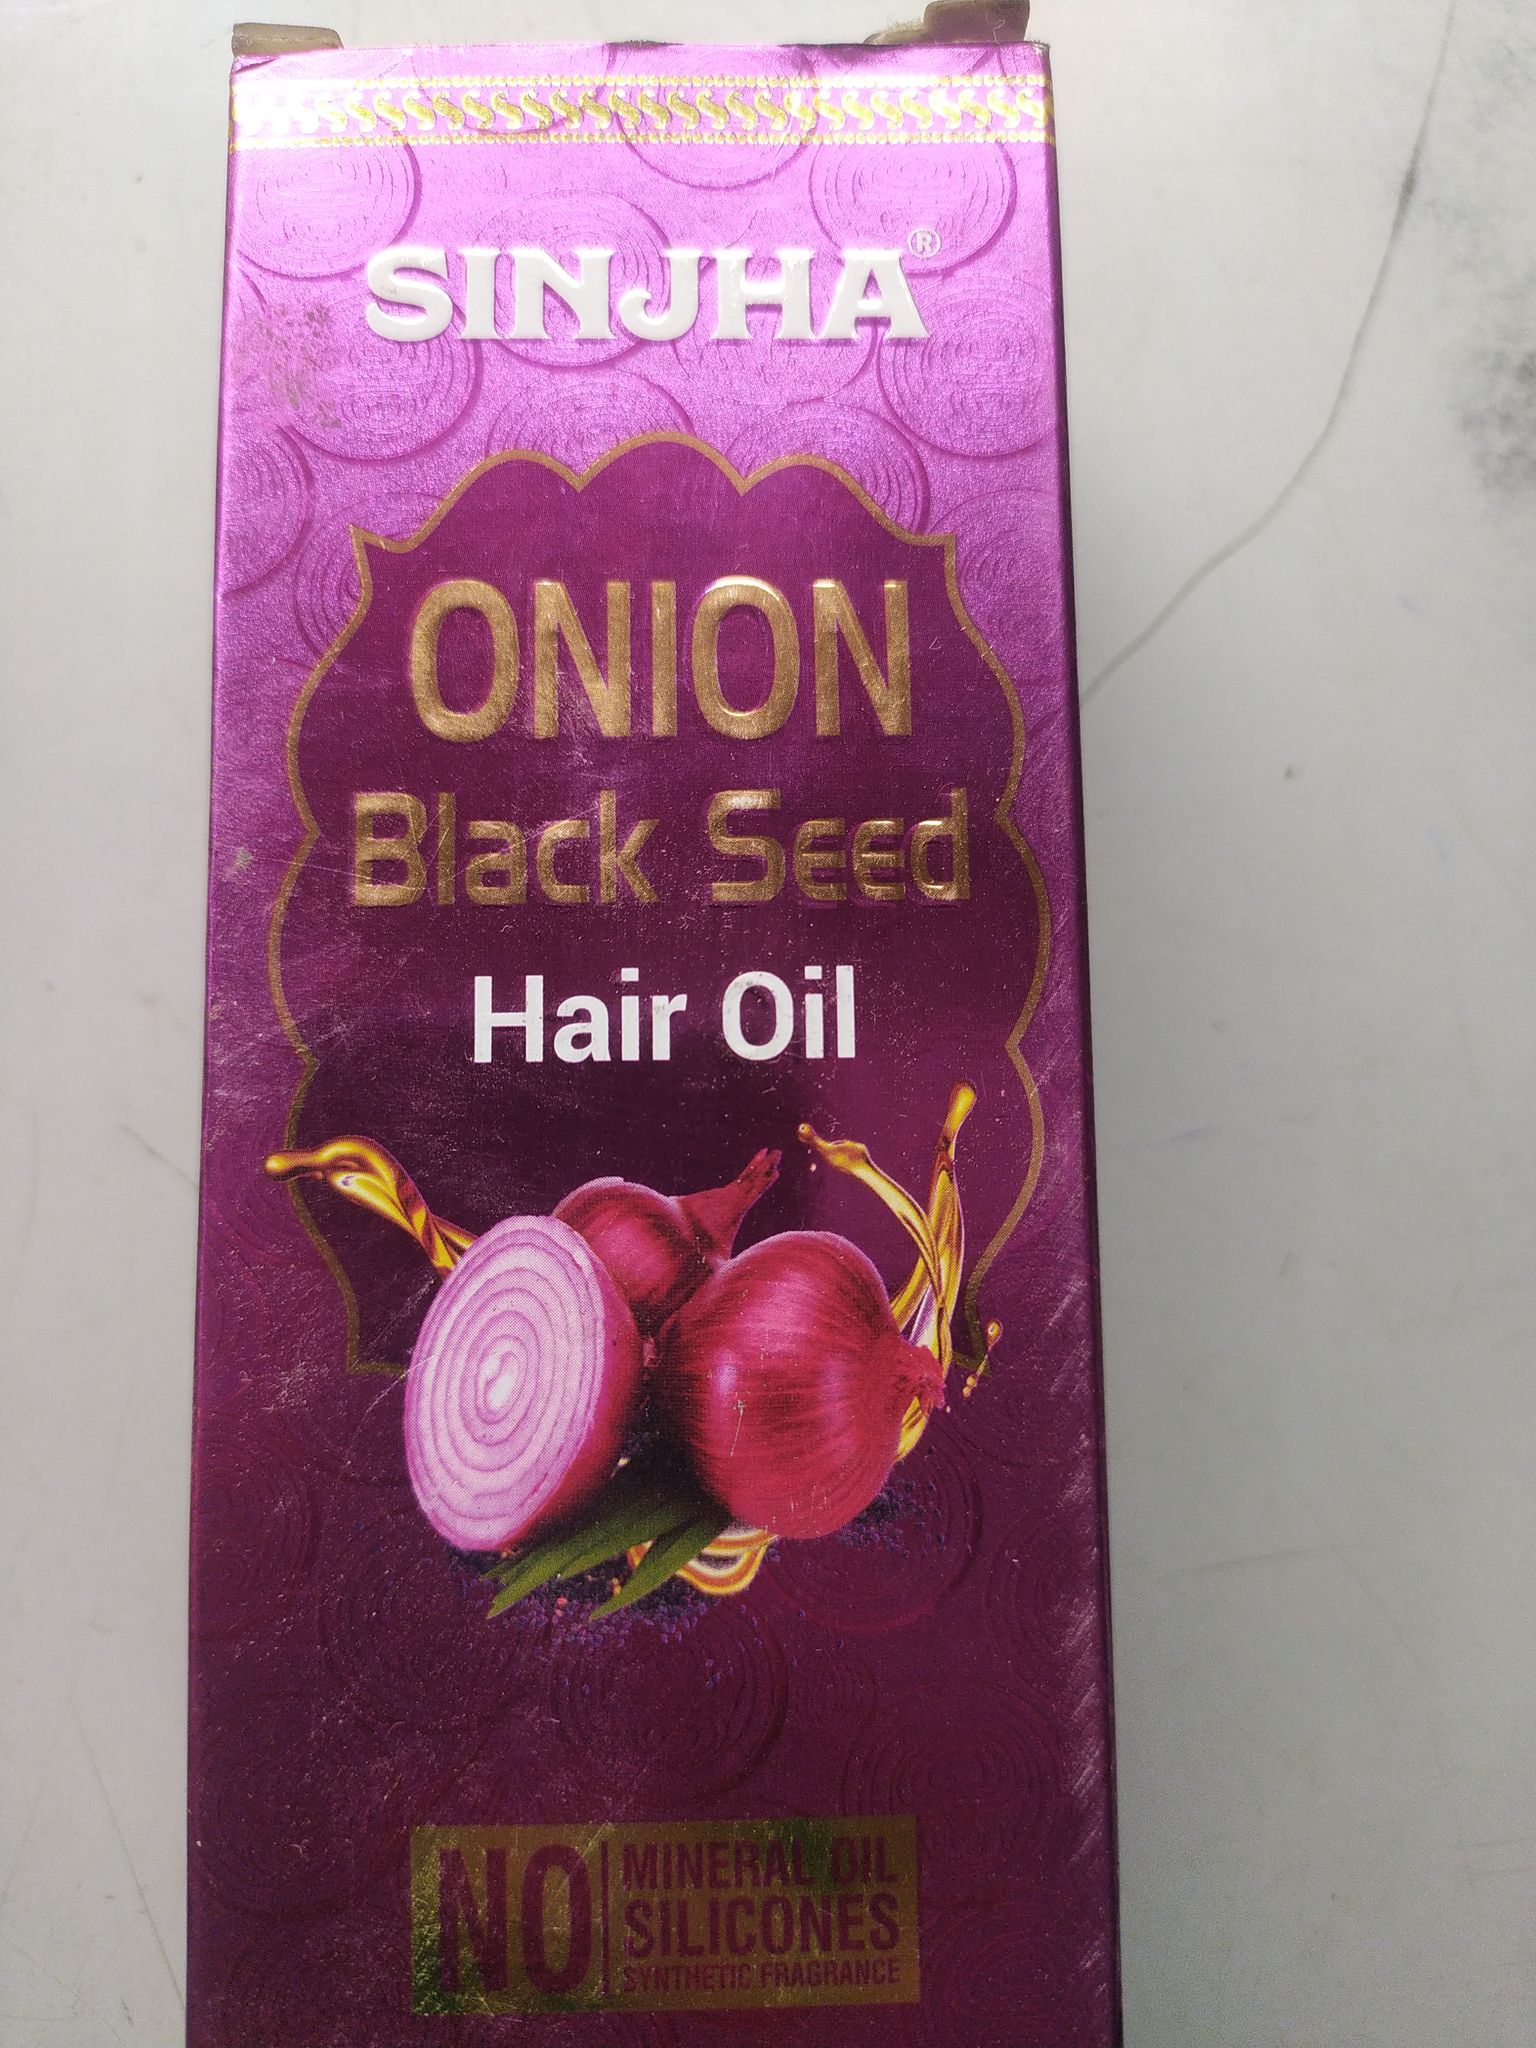 SINJHA®
ONION
Black Seed
Hair Oil
NO
MINERAL OIL
SILICONES
SYNTHETIC FRAGRANCE